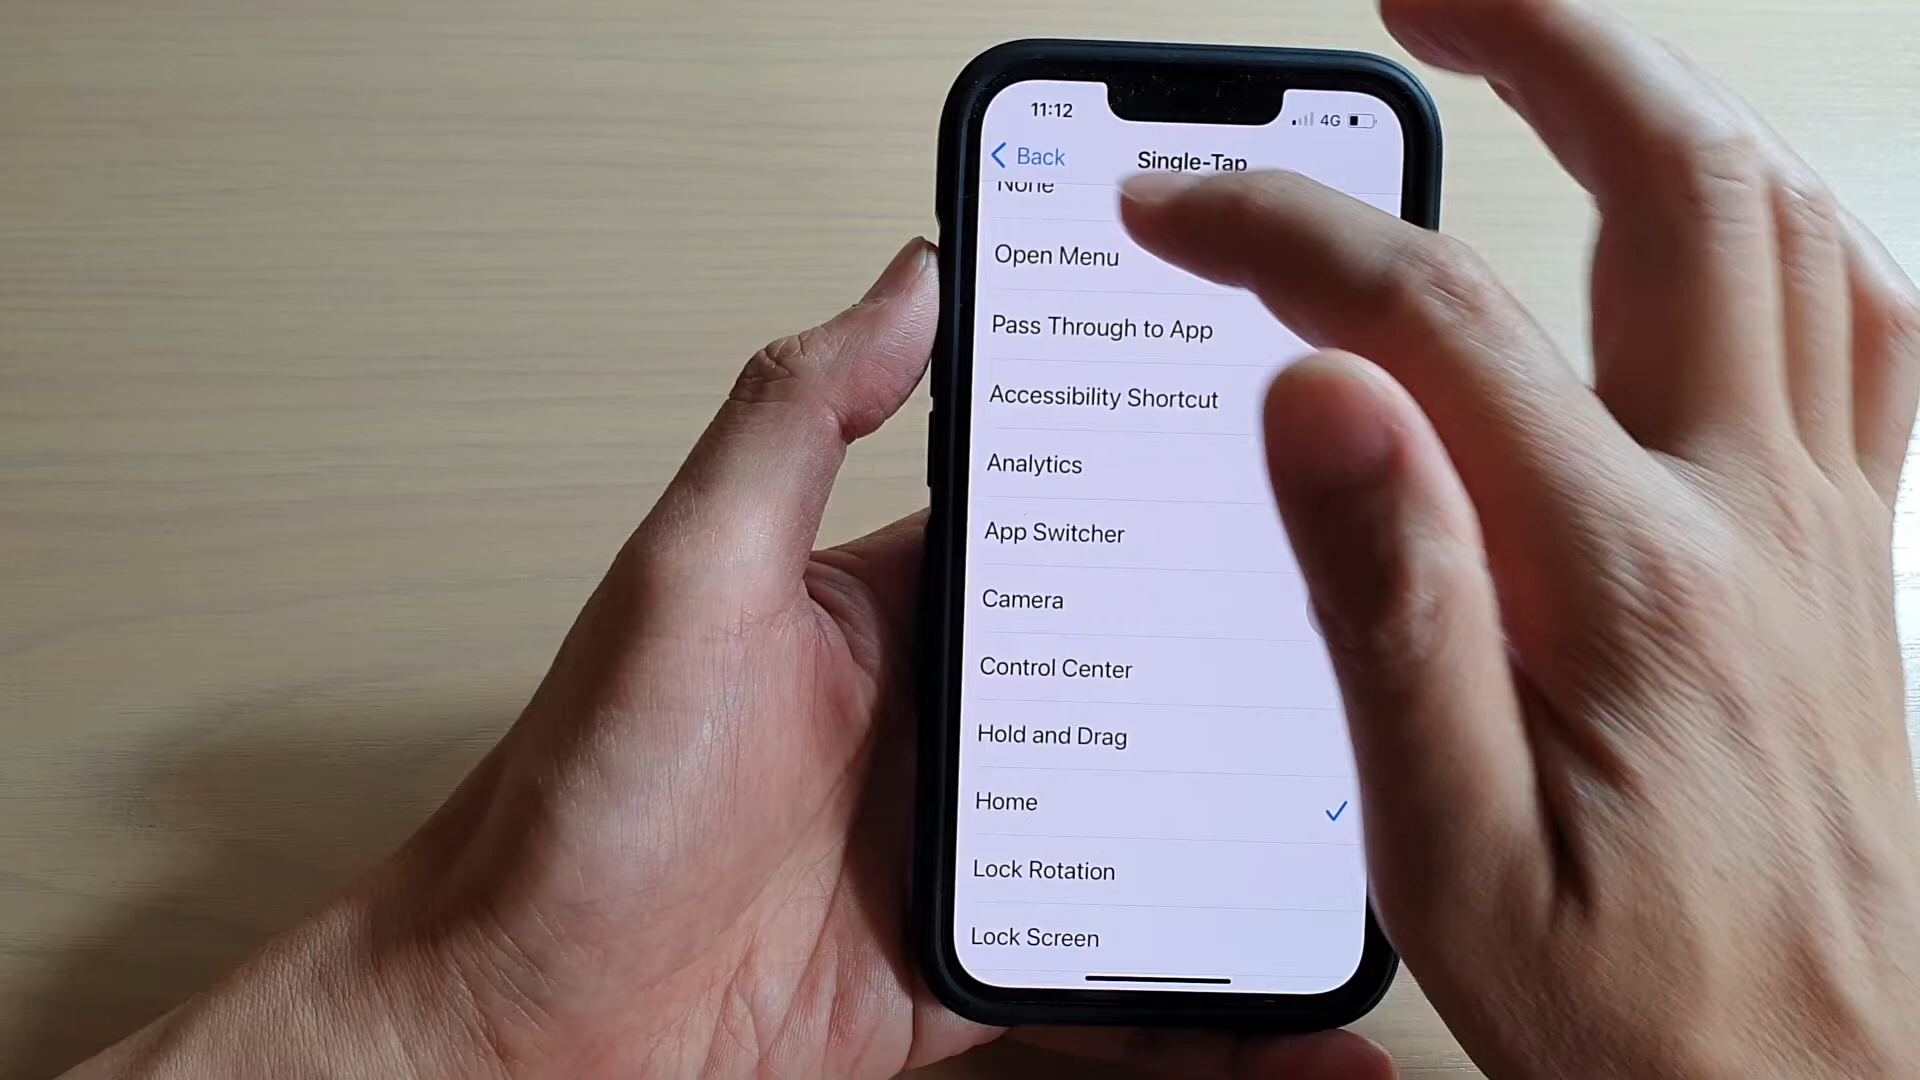 11:12
4G
Back
Single-Tap
None
Open Menu
Pass Through to App
Accessibility Shortcut
Analytics
App Switcher
Camera
Control Center
Hold and Drag
Home
Lock Rotation
Lock Screen